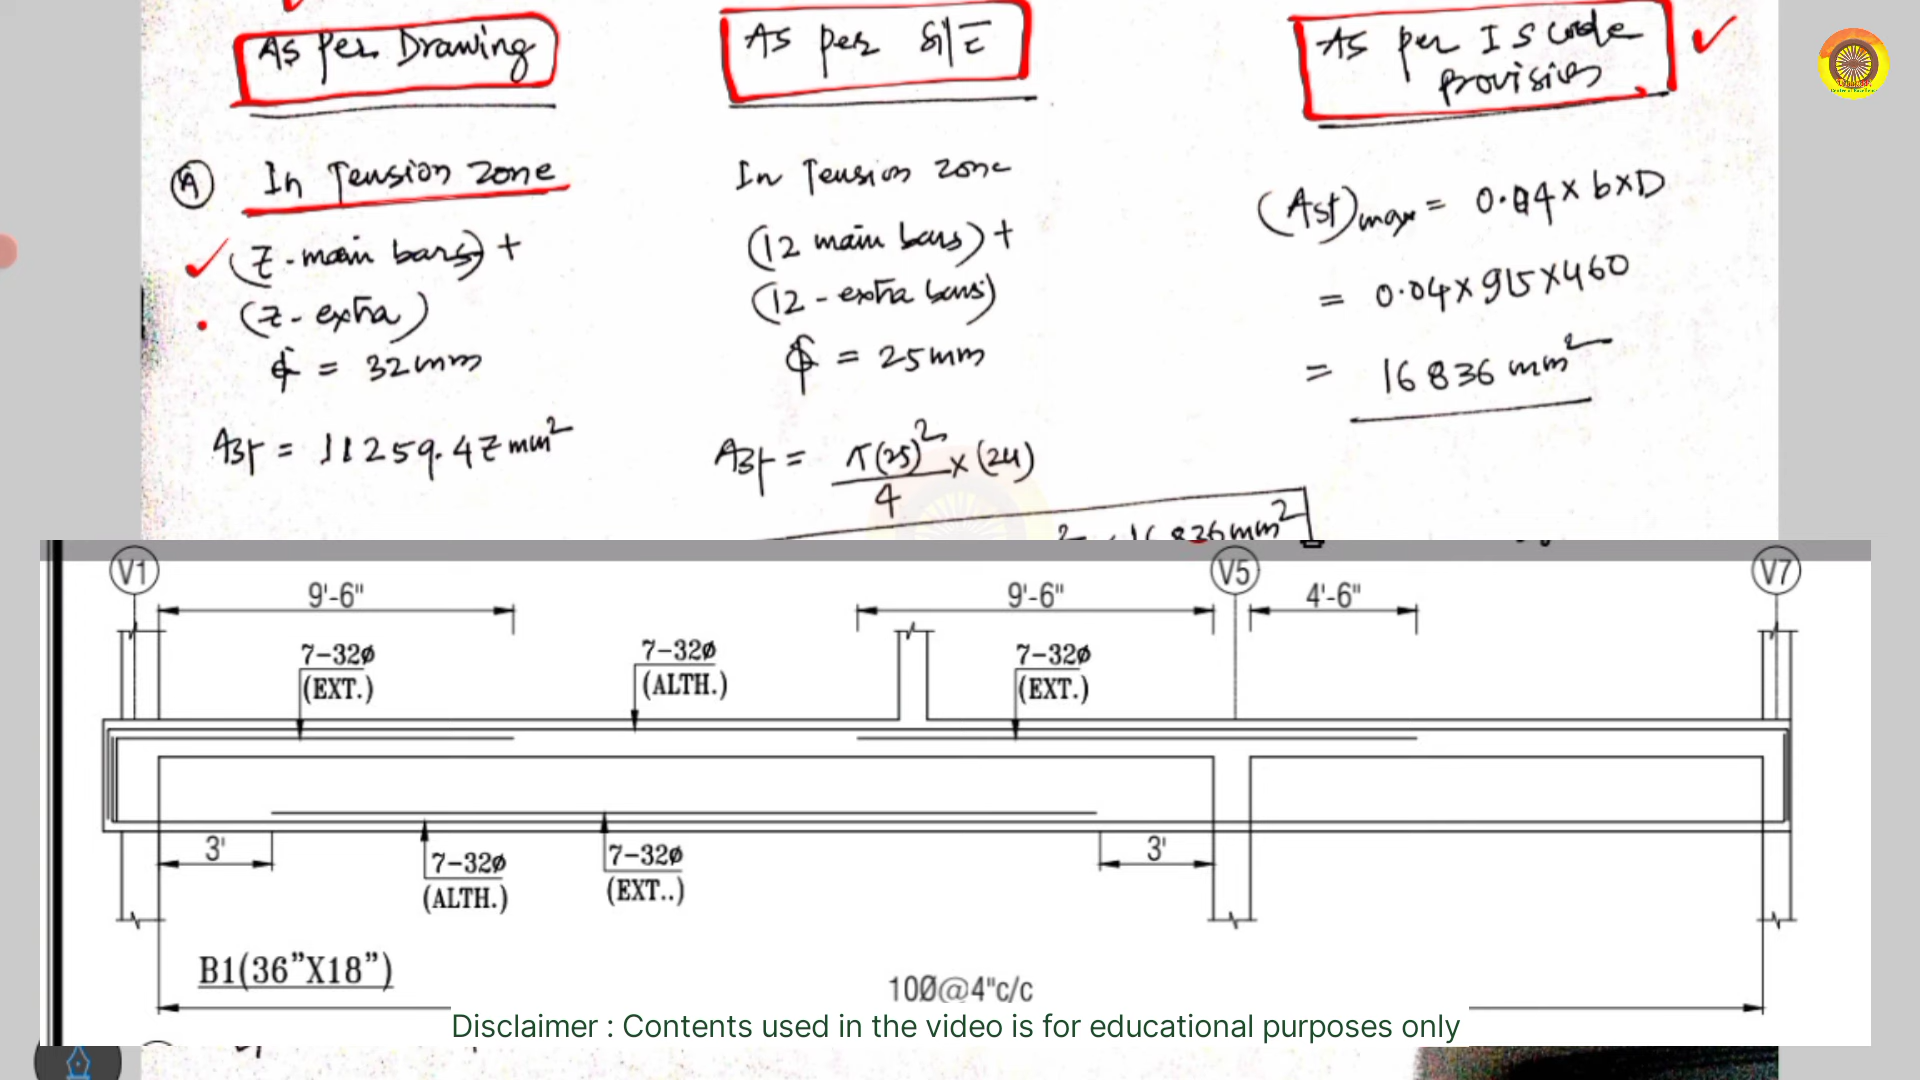 As Per Drawing
As per SITE
As per IS code
provision
A In Tension zone
(7-main bars) +
(7-extra)
ϕ = 32mm
Ast = 11259.47 mm²
In Tension zone
(12 main bars) +
(12-extra bars)
ϕ = 25mm
Ast = π(25)²/4 x (24)
(Ast)max = 0.04 x b x D
= 0.04 x 915 x 460
= 16836 mm²
16836mm²
V1
V5
V7
9'-6"
9'-6"
4'-6"
7-32ø
(EXT.)
7-32ø
(ALTH.)
7-32ø
(EXT.)
3'
7-32ø
(ALTH.)
7-32ø
(EXT..)
3'
B1(36”X18”)
10Ø@4"c/c
Disclaimer : Contents used in the video is for educational purposes only